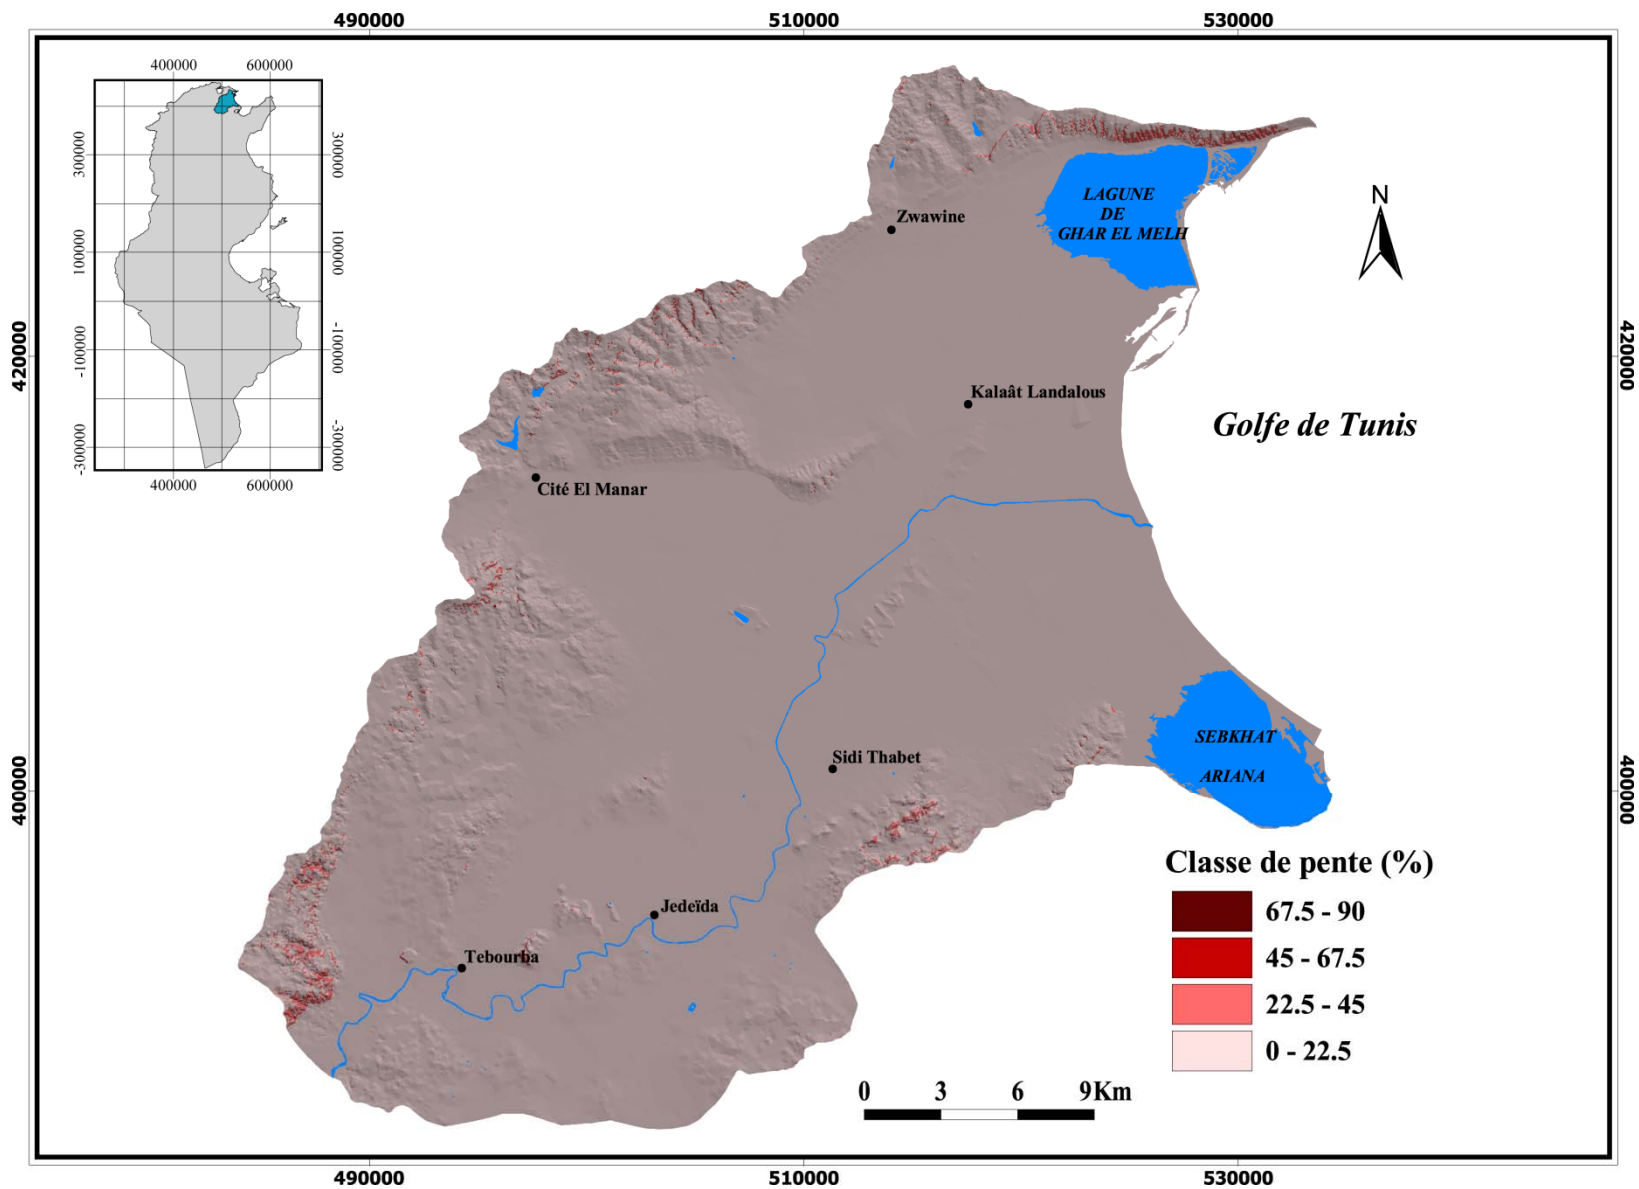 490000
510000
530000
400000
600000
300000
100000
-100000
-300000
300000
100000
-100000
-300000
400000
600000
420000
400000
420000
400000
LAGUNE
DE
GHAR EL MELH
N
Zwawine
Kalaât Landalous
Golfe de Tunis
Cité El Manar
SEBKHAT
ARIANA
Sidi Thabet
Jedeïda
Tebourba
Classe de pente (%)
67.5 - 90
45 - 67.5
22.5 - 45
0 - 22.5
0 3 6 9Km
490000
510000
530000